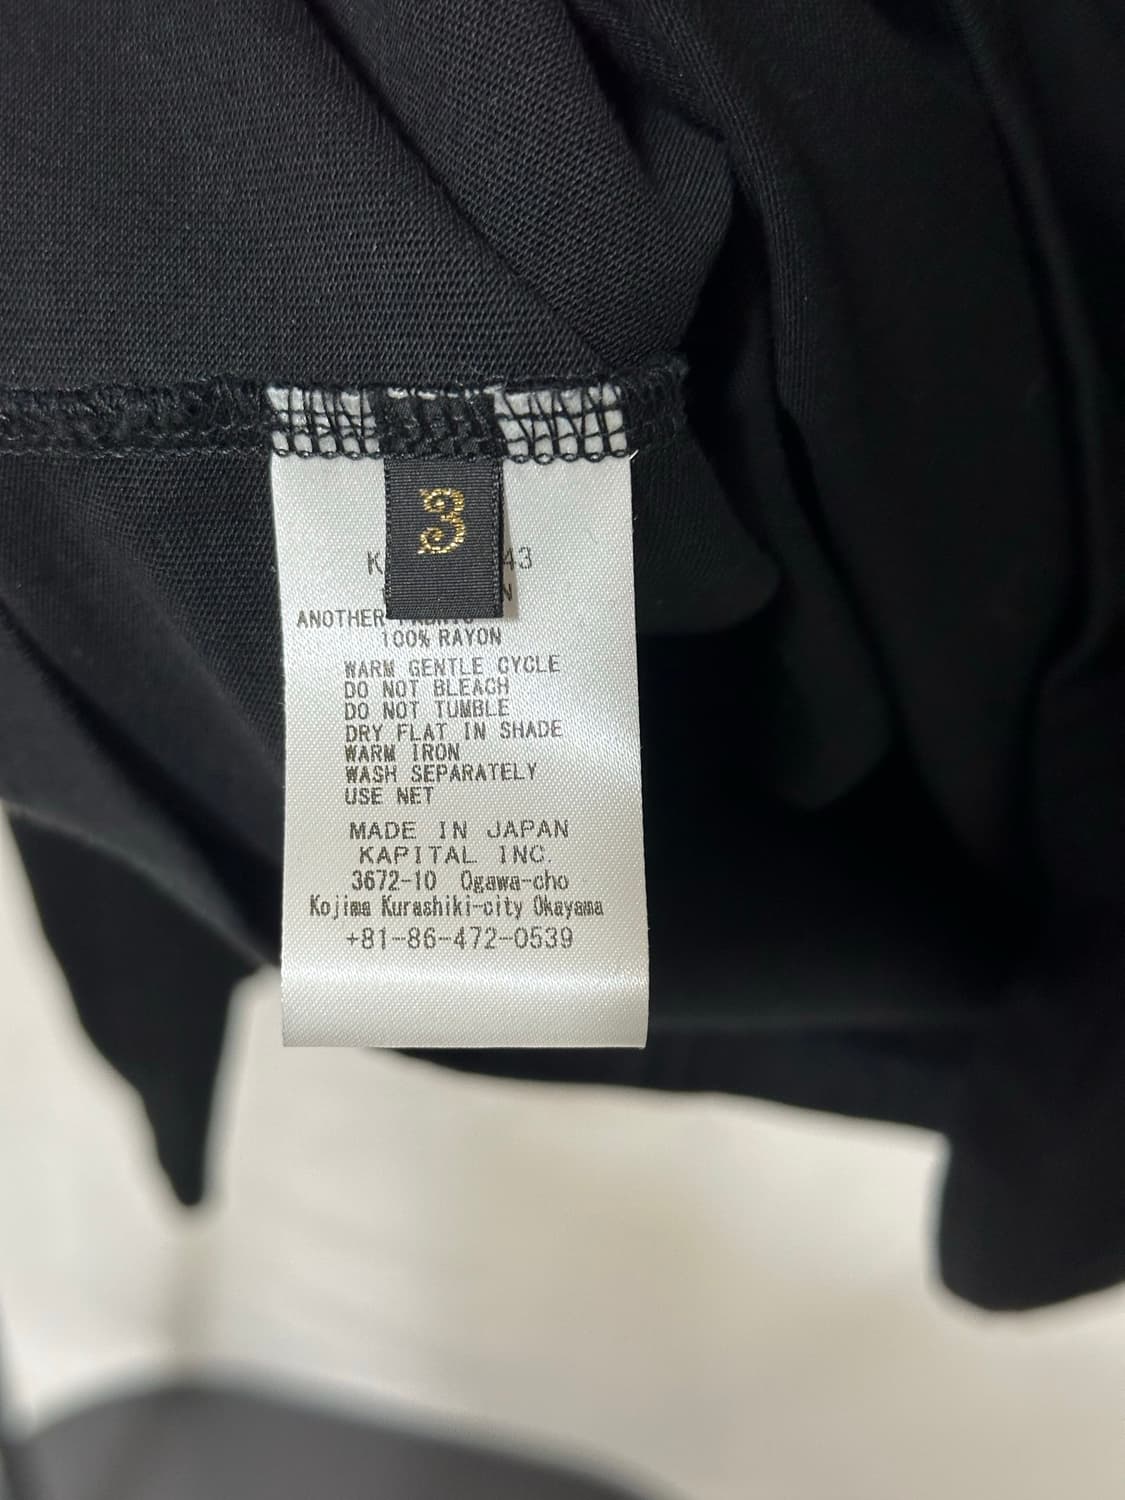 3
43
ANOTHER
100% RAYON
WARM GENTLE CYCLE
DO NOT BLEACH
DO NOT TUMBLE
DRY FLAT IN SHADE
WARM IRON
WASH SEPARATELY
USE NET
MADE IN JAPAN
KAPITAL INC.
3672-10 Ogawa-cho
Kojima Kurashiki-city Okayama
+81-86-472-0539